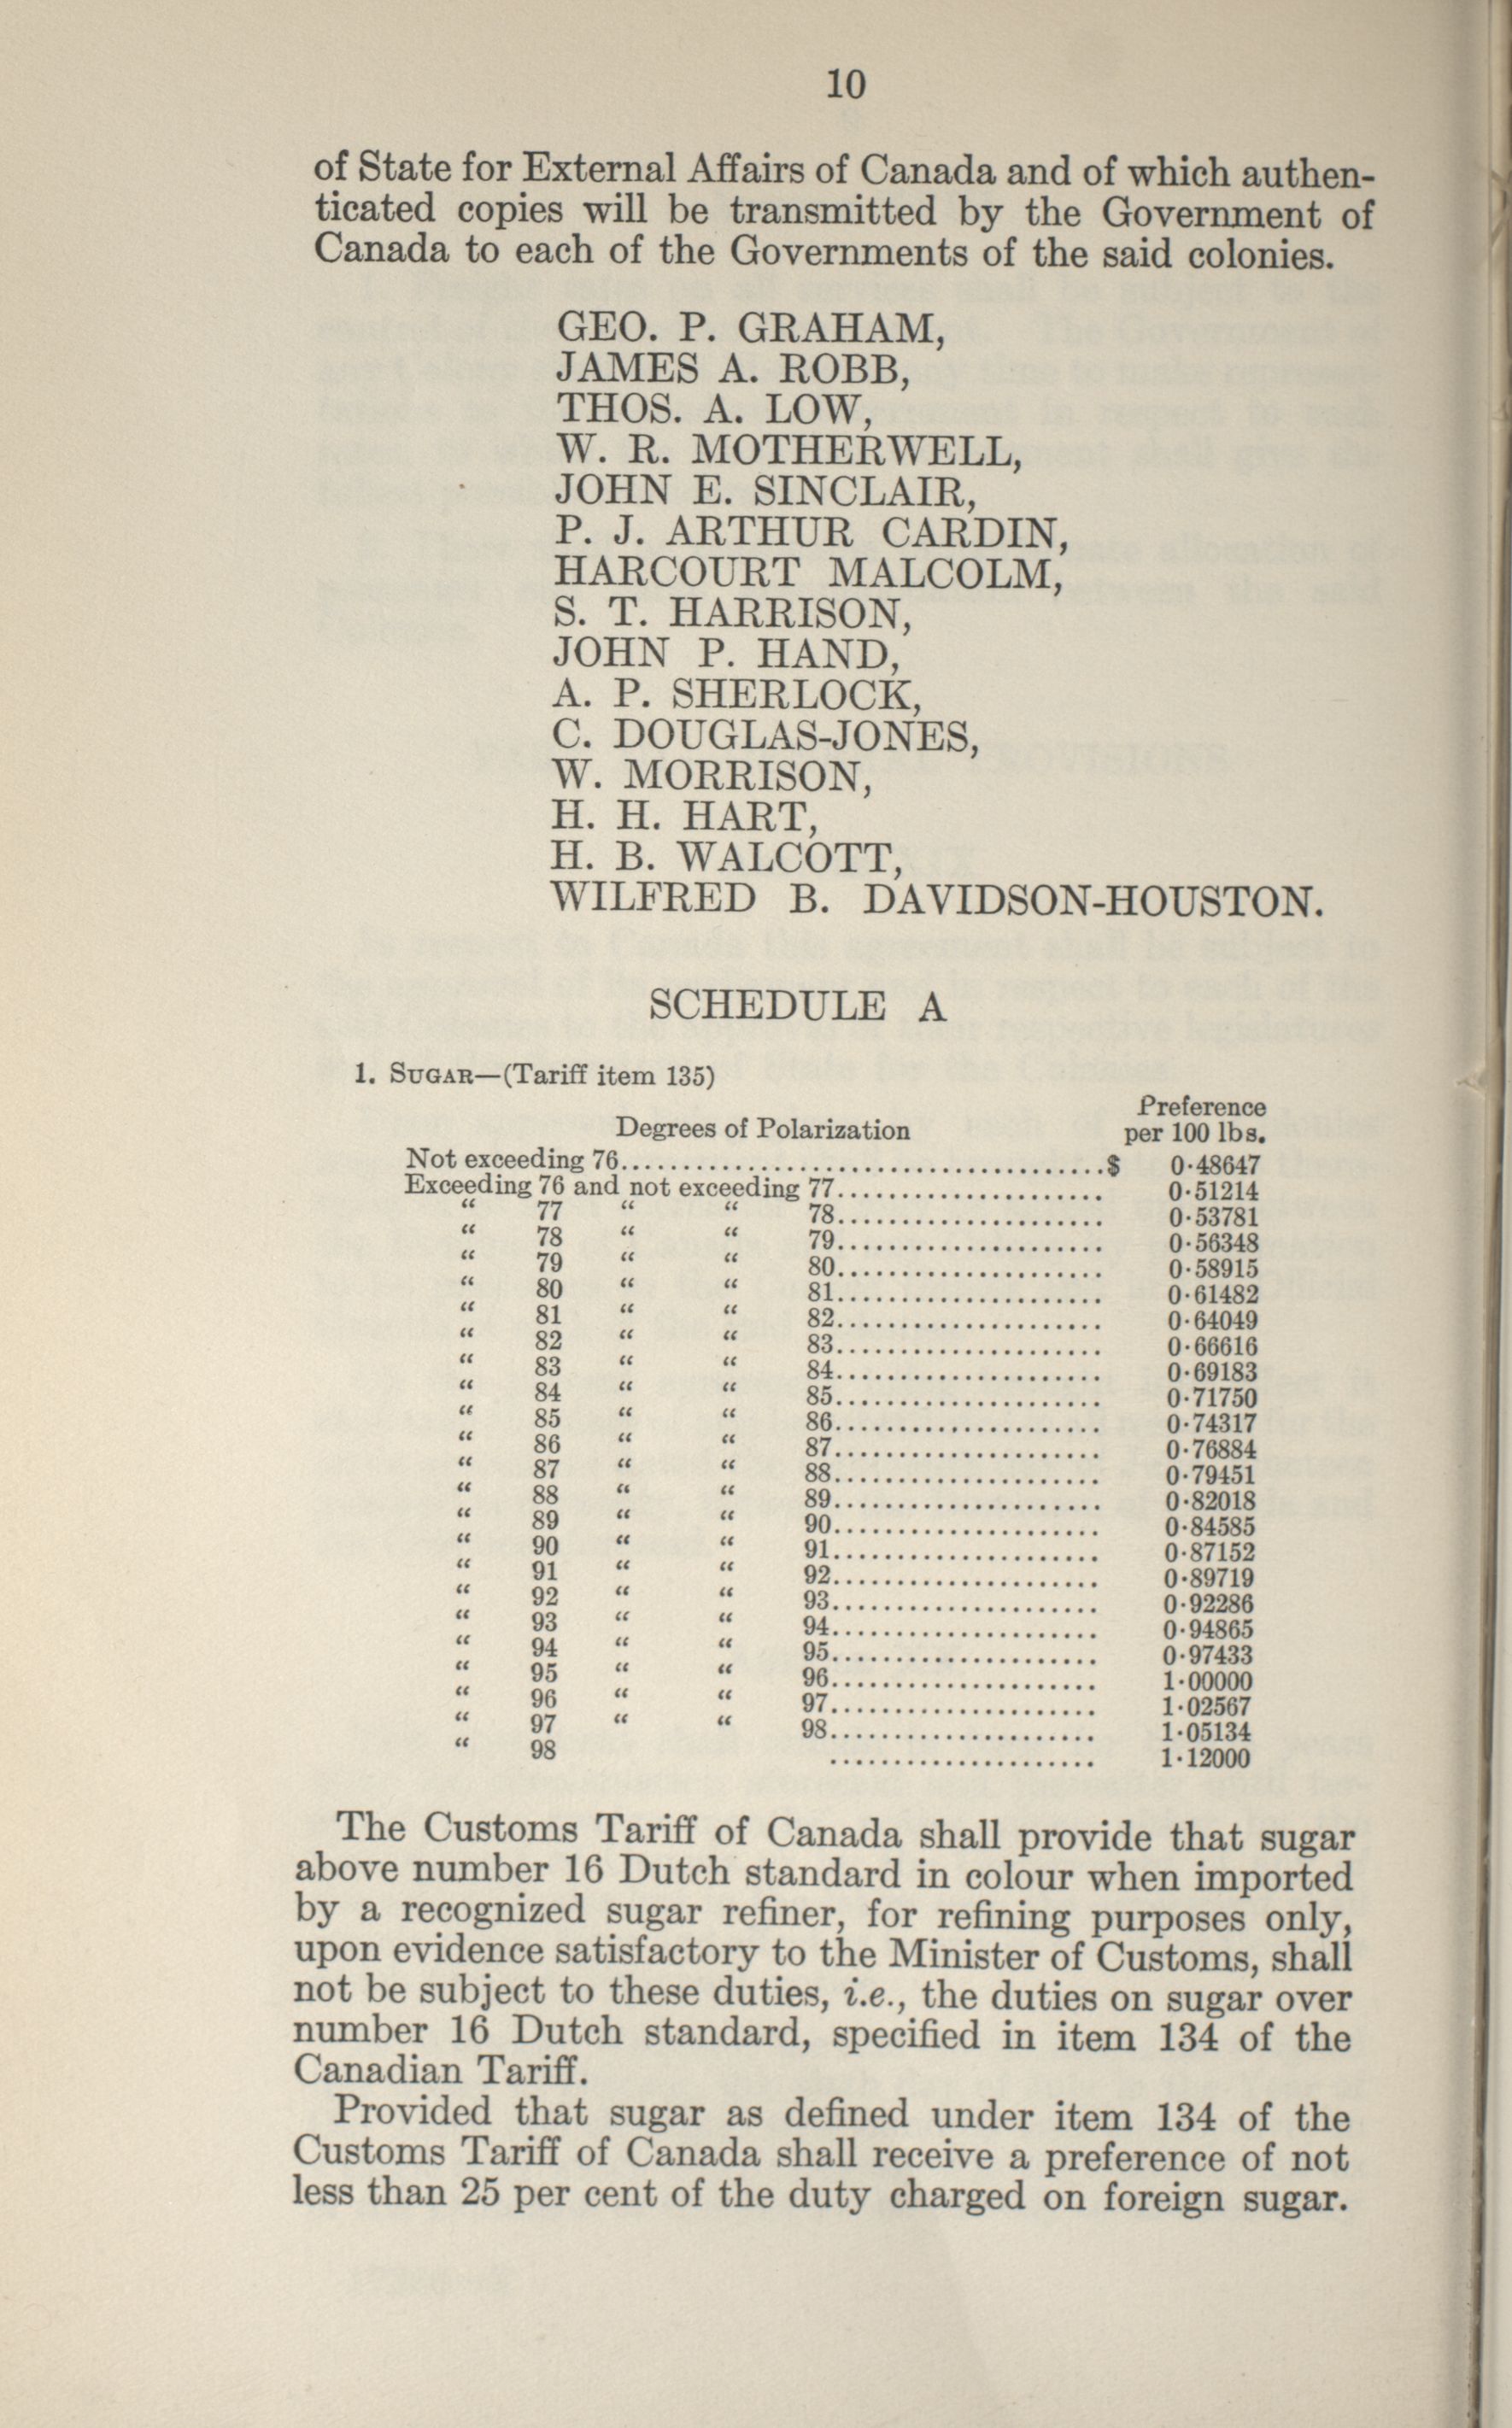 10
of State for External Affairs of Canada and of which authen-
ticated copies will be transmitted by the Government of
Canada to each of the Governments of the said colonies.
GEO. P. GRAHAM,
JAMES A. ROBB,
THOS. A. LOW,
W. R. MOTHERWELL,
JOHN E. SINCLAIR,
P. J. ARTHUR CARDIN,
HARCOURT MALCOLM,
S. T. HARRISON,
JOHN P. HAND,
A. P. SHERLOCK,
C. DOUGLAS-JONES,
W. MORRISON,
H. H. HART,
H. B. WALCOTT,
WILFRED B. DAVIDSON-HOUSTON.
SCHEDULE A
1. SUGAR—(Tariff item 135)
Preference
Degrees of Polarization per 100 lbs.
Not exceeding 76.............................................$ 0·48647
Exceeding 76 and not exceeding 77........................ 0·51214
“ 77 “ “ 78........................ 0·53781
“ 78 “ “ 79........................ 0·56348
“ 79 “ “ 80........................ 0·58915
“ 80 “ “ 81........................ 0·61482
“ 81 “ “ 82........................ 0·64049
“ 82 “ “ 83........................ 0·66616
“ 83 “ “ 84........................ 0·69183
“ 84 “ “ 85........................ 0·71750
“ 85 “ “ 86........................ 0·74317
“ 86 “ “ 87........................ 0·76884
“ 87 “ “ 88........................ 0·79451
“ 88 “ “ 89........................ 0·82018
“ 89 “ “ 90........................ 0·84585
“ 90 “ “ 91........................ 0·87152
“ 91 “ “ 92........................ 0·89719
“ 92 “ “ 93........................ 0·92286
“ 93 “ “ 94........................ 0·94865
“ 94 “ “ 95........................ 0·97433
“ 95 “ “ 96........................ 1·00000
“ 96 “ “ 97........................ 1·02567
“ 97 “ “ 98........................ 1·05134
“ 98 ........................ 1·12000
The Customs Tariff of Canada shall provide that sugar
above number 16 Dutch standard in colour when imported
by a recognized sugar refiner, for refining purposes only,
upon evidence satisfactory to the Minister of Customs, shall
not be subject to these duties, i.e., the duties on sugar over
number 16 Dutch standard, specified in item 134 of the
Canadian Tariff.
Provided that sugar as defined under item 134 of the
Customs Tariff of Canada shall receive a preference of not
less than 25 per cent of the duty charged on foreign sugar.